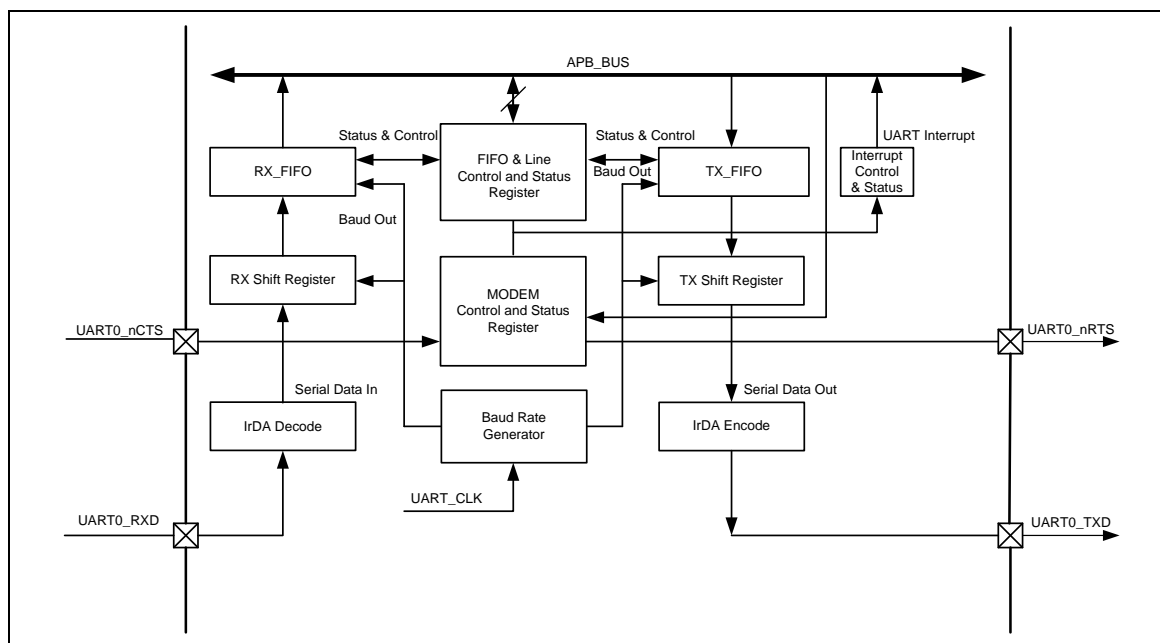 APB_BUS
Status & Control
Status & Control
UART Interrupt
RX_FIFO
FIFO & Line
Control and Status
Register
Baud Out
TX_FIFO
Interrupt
Control
& Status
Baud Out
RX Shift Register
MODEM
Control and Status
Register
TX Shift Register
UART0_nCTS
UART0_nRTS
Serial Data In
Serial Data Out
IrDA Decode
Baud Rate
Generator
IrDA Encode
UART_CLK
UART0_RXD
UART0_TXD